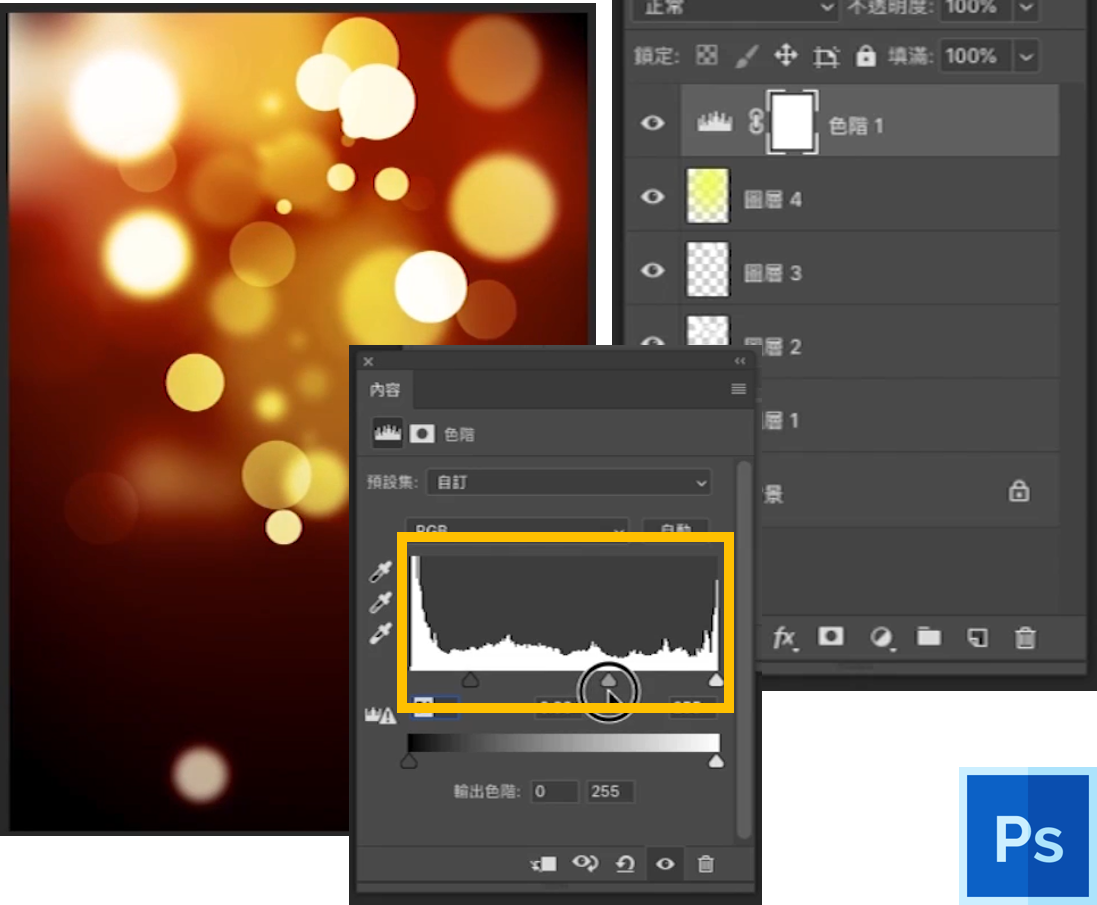 正常 不透明度: 100%
鎖定: 填滿: 100%
色階 1
圖層 4
圖層 3
圖層 2
層 1
景
內容
色階
預設集: 自訂
RGB 自動
fx
輸出色階: 0 255
Ps